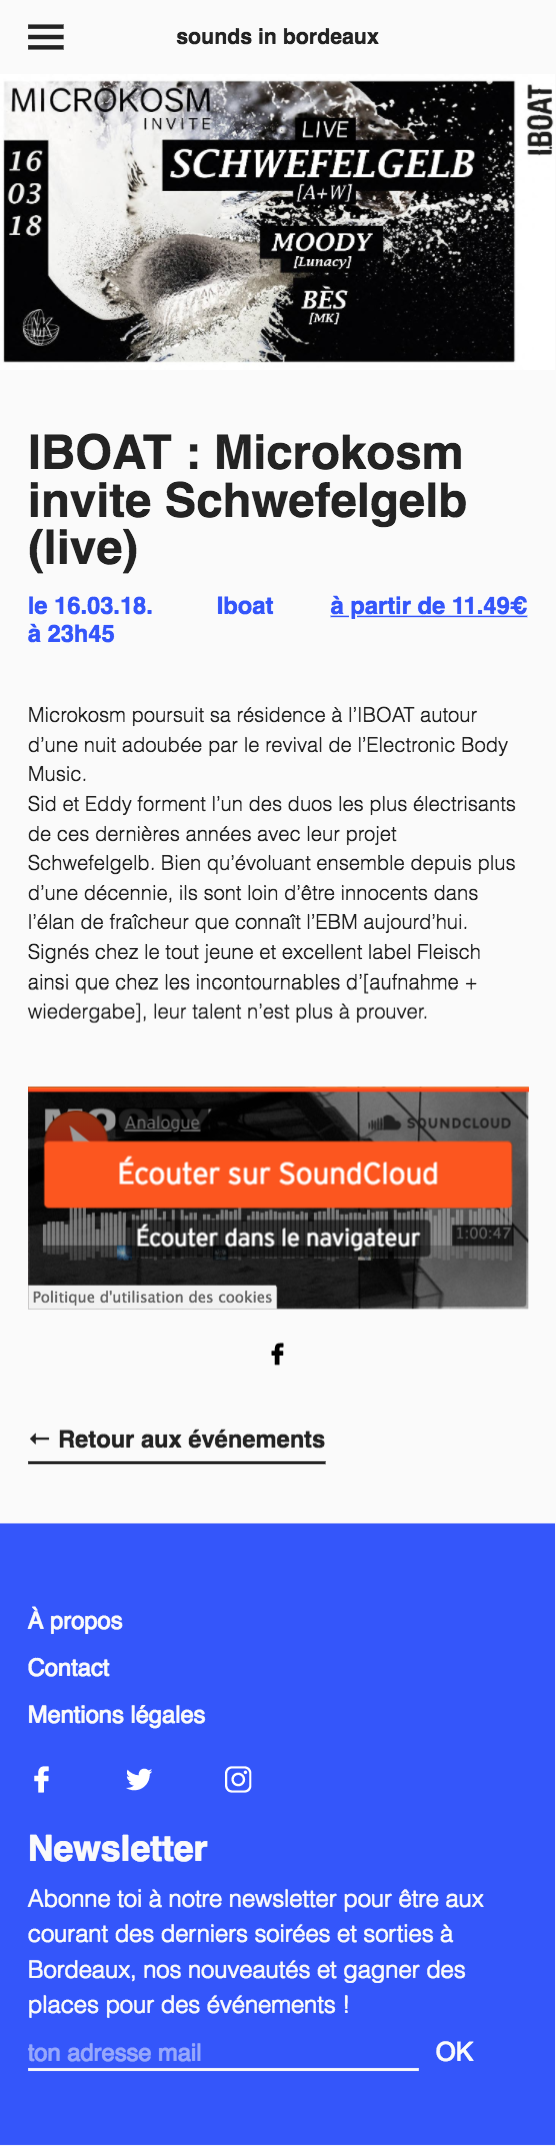 sounds in bordeaux
MICROKOSM
INVITE
IBOAT
16
03
18
LIVE
SCHWEFELGELB
[A+W]
MOODY
[Lunacy]
BÈS
[MK]
IBOAT : Microkosm
invite Schwefelgelb
(live)
le 16.03.18.
à 23h45
Iboat
à partir de 11.49€
Microkosm poursuit sa résidence à l’IBOAT autour
d’une nuit adoubée par le revival de l’Electronic Body
Music.
Sid et Eddy forment l’un des duos les plus électrisants
de ces dernières années avec leur projet
Schwefelgelb. Bien qu’évoluant ensemble depuis plus
d’une décennie, ils sont loin d’être innocents dans
l’élan de fraîcheur que connaît l’EBM aujourd’hui.
Signés chez le tout jeune et excellent label Fleisch
ainsi que chez les incontournables d’[aufnahme +
wiedergabe], leur talent n’est plus à prouver.
Analogue
SOUNDCLOUD
Écouter sur SoundCloud
Écouter dans le navigateur
1:00:47
Politique d'utilisation des cookies
← Retour aux événements
À propos
Contact
Mentions légales
Newsletter
Abonne toi à notre newsletter pour être aux
courant des derniers soirées et sorties à
Bordeaux, nos nouveautés et gagner des
places pour des événements !
ton adresse mail
OK